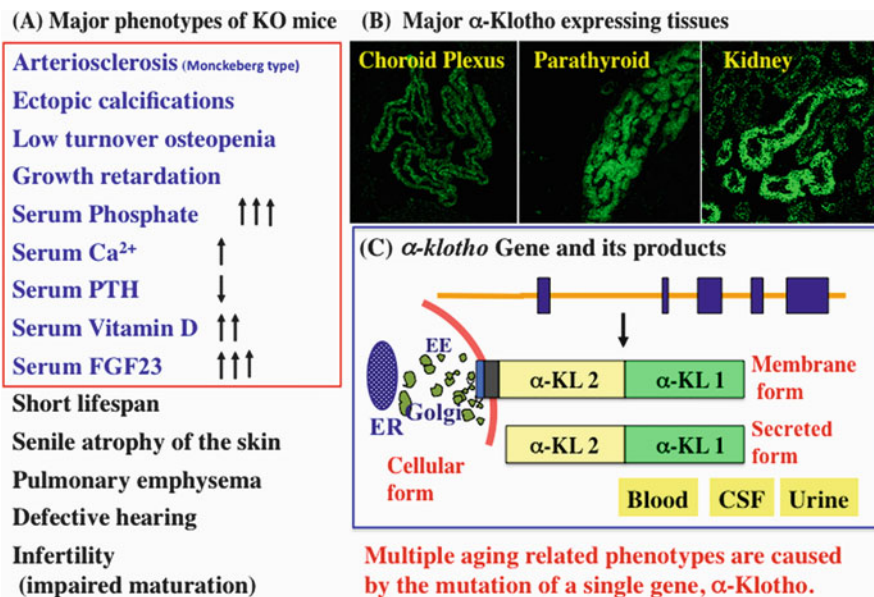 (A) Major phenotypes of KO mice
Arteriosclerosis (Monckeberg type)
Ectopic calcifications
Low turnover osteopenia
Growth retardation
Serum Phosphate ↑↑↑
Serum Ca²⁺ ↑
Serum PTH ↓
Serum Vitamin D ↑↑
Serum FGF23 ↑↑↑
Short lifespan
Senile atrophy of the skin
Pulmonary emphysema
Defective hearing
Infertility
(impaired maturation)
(B) Major α-Klotho expressing tissues
Choroid Plexus
Parathyroid
Kidney
(C) α-klotho Gene and its products
EE
Golgi
ER
Cellular
form
α-KL 2
α-KL 1
Membrane
form
α-KL 2
α-KL 1
Secreted
form
Blood
CSF
Urine
Multiple aging related phenotypes are caused
by the mutation of a single gene, α-Klotho.